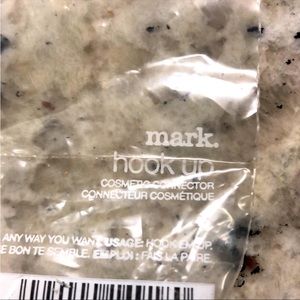 mark.
hook up
COSMETIC CONNECTOR
CONNECTEUR COSMÉTIQUE
ANY WAY YOU WANT. USAGE: HOOK 'EM UP.
BON TE SEMBLE. EMPLOI : FAIS LA PAIRE.